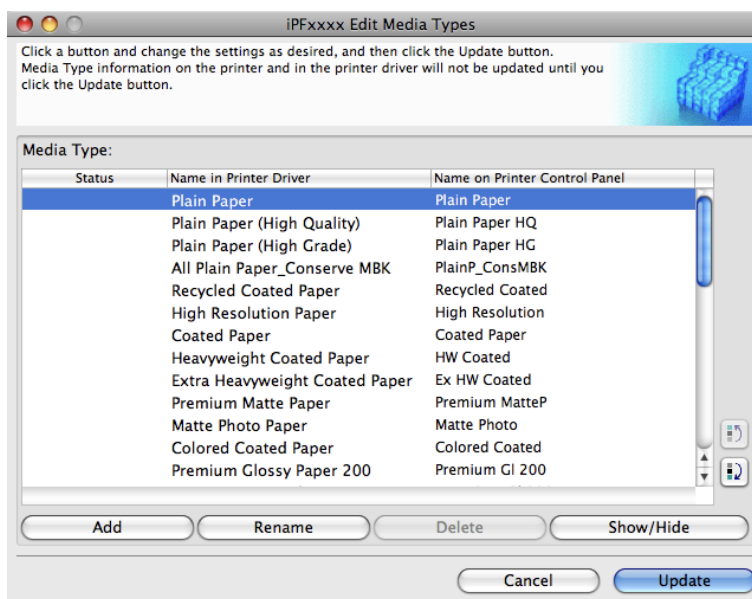 iPFxxxx Edit Media Types
Click a button and change the settings as desired, and then click the Update button.
Media Type information on the printer and in the printer driver will not be updated until you
click the Update button.
Media Type:
Status Name in Printer Driver Name on Printer Control Panel
Plain Paper Plain Paper
Plain Paper (High Quality) Plain Paper HQ
Plain Paper (High Grade) Plain Paper HG
All Plain Paper_Conserve MBK PlainP_ConsMBK
Recycled Coated Paper Recycled Coated
High Resolution Paper High Resolution
Coated Paper Coated Paper
Heavyweight Coated Paper HW Coated
Extra Heavyweight Coated Paper Ex HW Coated
Premium Matte Paper Premium MatteP
Matte Photo Paper Matte Photo
Colored Coated Paper Colored Coated
Premium Glossy Paper 200 Premium Gl 200
Add Rename Delete Show/Hide
Cancel Update